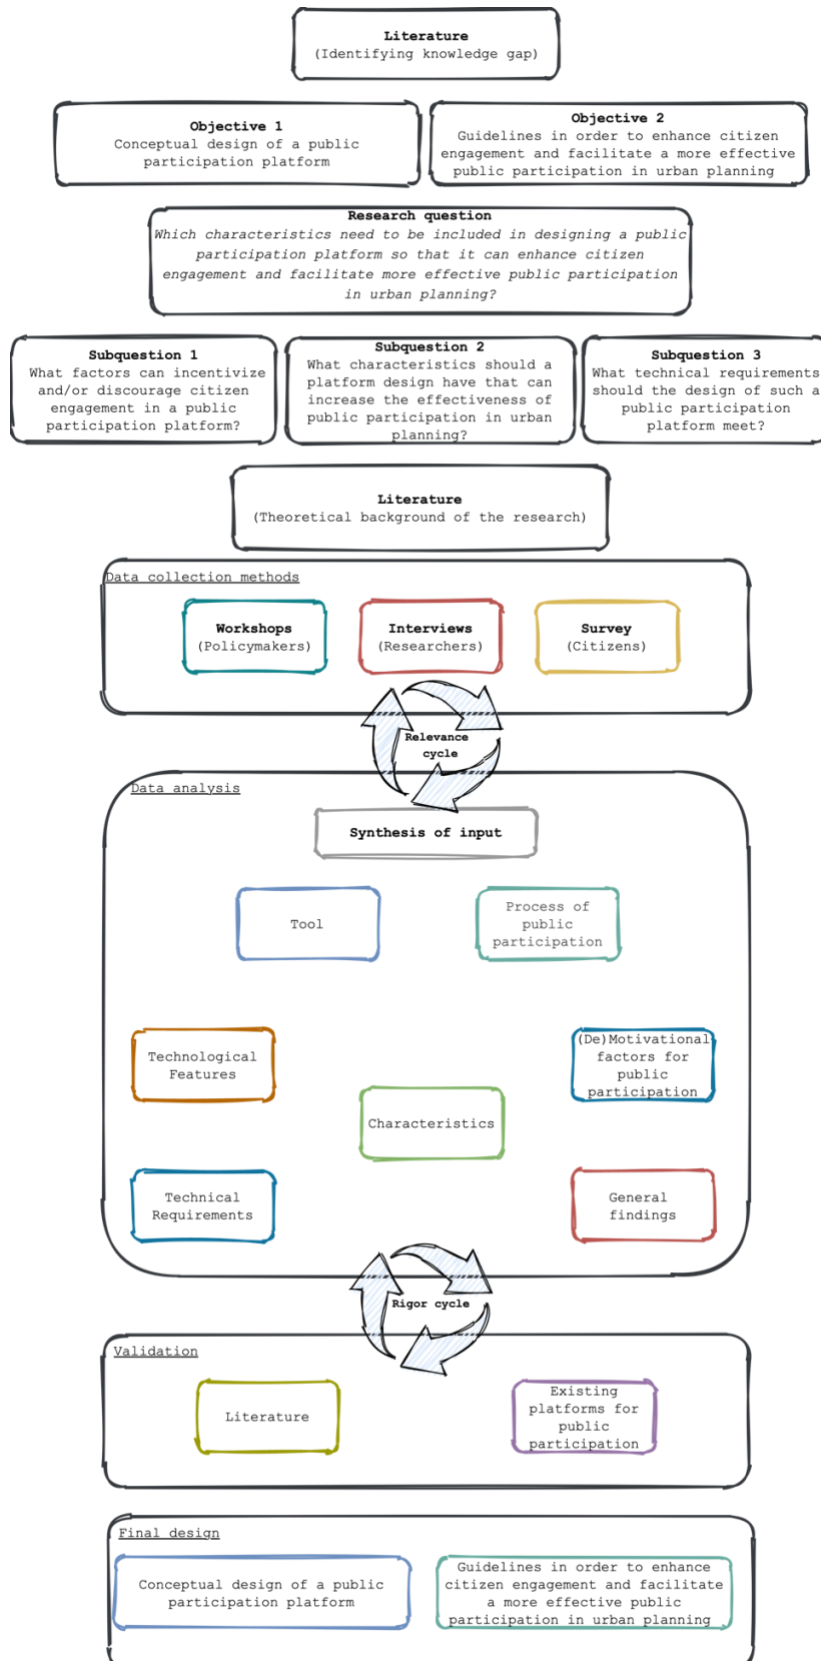 Literature
(Identifying knowledge gap)
Objective 1
Conceptual design of a public
participation platform
Objective 2
Guidelines in order to enhance citizen
engagement and facilitate a more effective
public participation in urban planning
Research question
Which characteristics need to be included in designing a public
participation platform so that it can enhance citizen
engagement and facilitate more effective public participation
in urban planning?
Subquestion 1
What factors can incentivize
and/or discourage citizen
engagement in a public
participation platform?
Subquestion 2
What characteristics should a
platform design have that can
increase the effectiveness of
public participation in urban
planning?
Subquestion 3
What technical requirements
should the design of such a
public participation
platform meet?
Literature
(Theoretical background of the research)
Data collection methods
Workshops
(Policymakers)
Interviews
(Researchers)
Survey
(Citizens)
Relevance
cycle
Data analysis
Synthesis of input
Tool
Process of
public
participation
Technological
Features
(De)Motivational
factors for
public
participation
Characteristics
Technical
Requirements
General
findings
Rigor cycle
Validation
Literature
Existing
platforms for
public
participation
Final design
Conceptual design of a public
participation platform
Guidelines in order to enhance
citizen engagement and facilitate
a more effective public
participation in urban planning